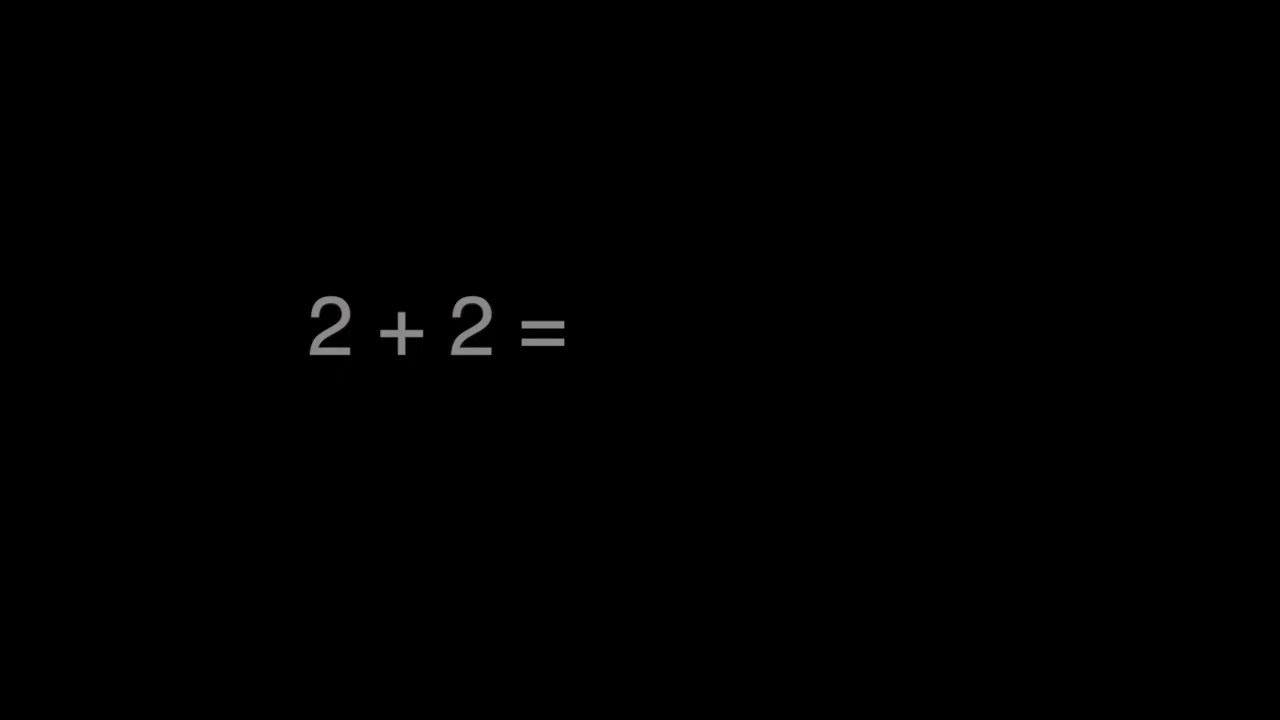 2 + 2 =